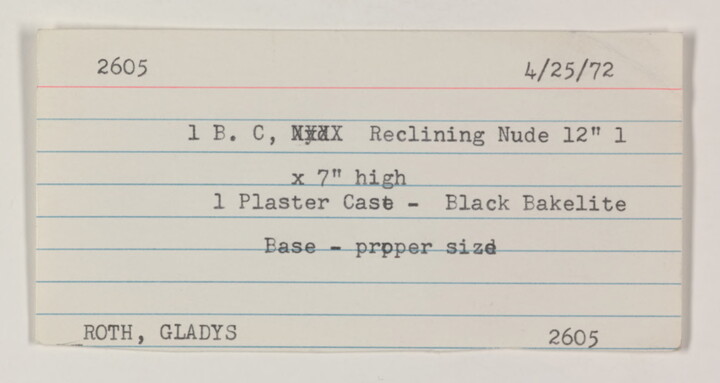 2605 4/25/72
1 B. C, Reclining Nude 12" l
x 7" high
1 Plaster Cast - Black Bakelite
Base - prpper size
ROTH, GLADYS 2605